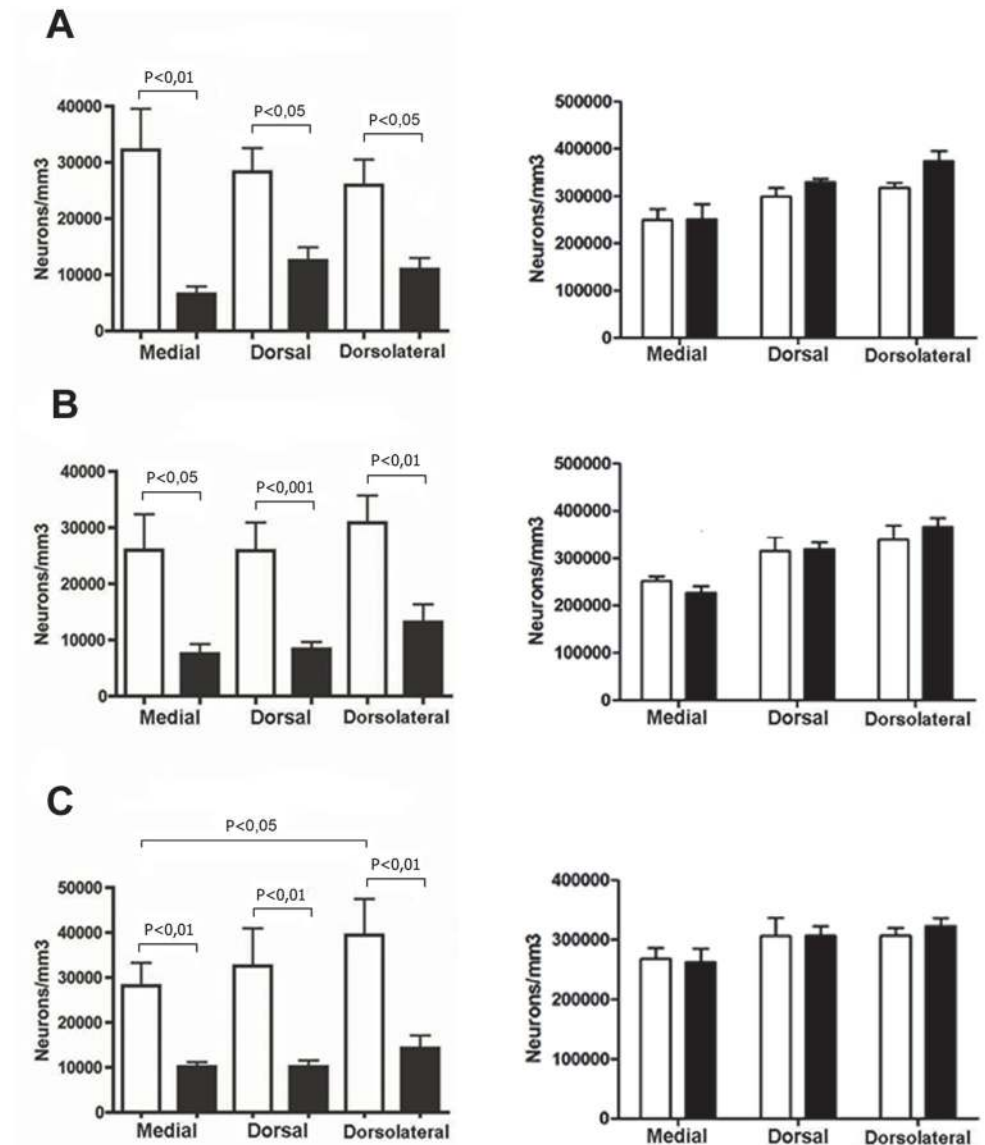 A
P<0,01
P<0,05
P<0,05
Neurons/mm3
40000
30000
20000
10000
0
Medial
Dorsal
Dorsolateral
Neurons/mm3
500000
400000
300000
200000
100000
0
Medial
Dorsal
Dorsolateral
B
P<0,05
P<0,001
P<0,01
Neurons/mm3
40000
30000
20000
10000
0
Medial
Dorsal
Dorsolateral
Neurons/mm3
500000
400000
300000
200000
100000
0
Medial
Dorsal
Dorsolateral
C
P<0,05
P<0,01
P<0,01
P<0,01
Neurons/mm3
50000
40000
30000
20000
10000
0
Medial
Dorsal
Dorsolateral
Neurons/mm3
400000
300000
200000
100000
0
Medial
Dorsal
Dorsolateral